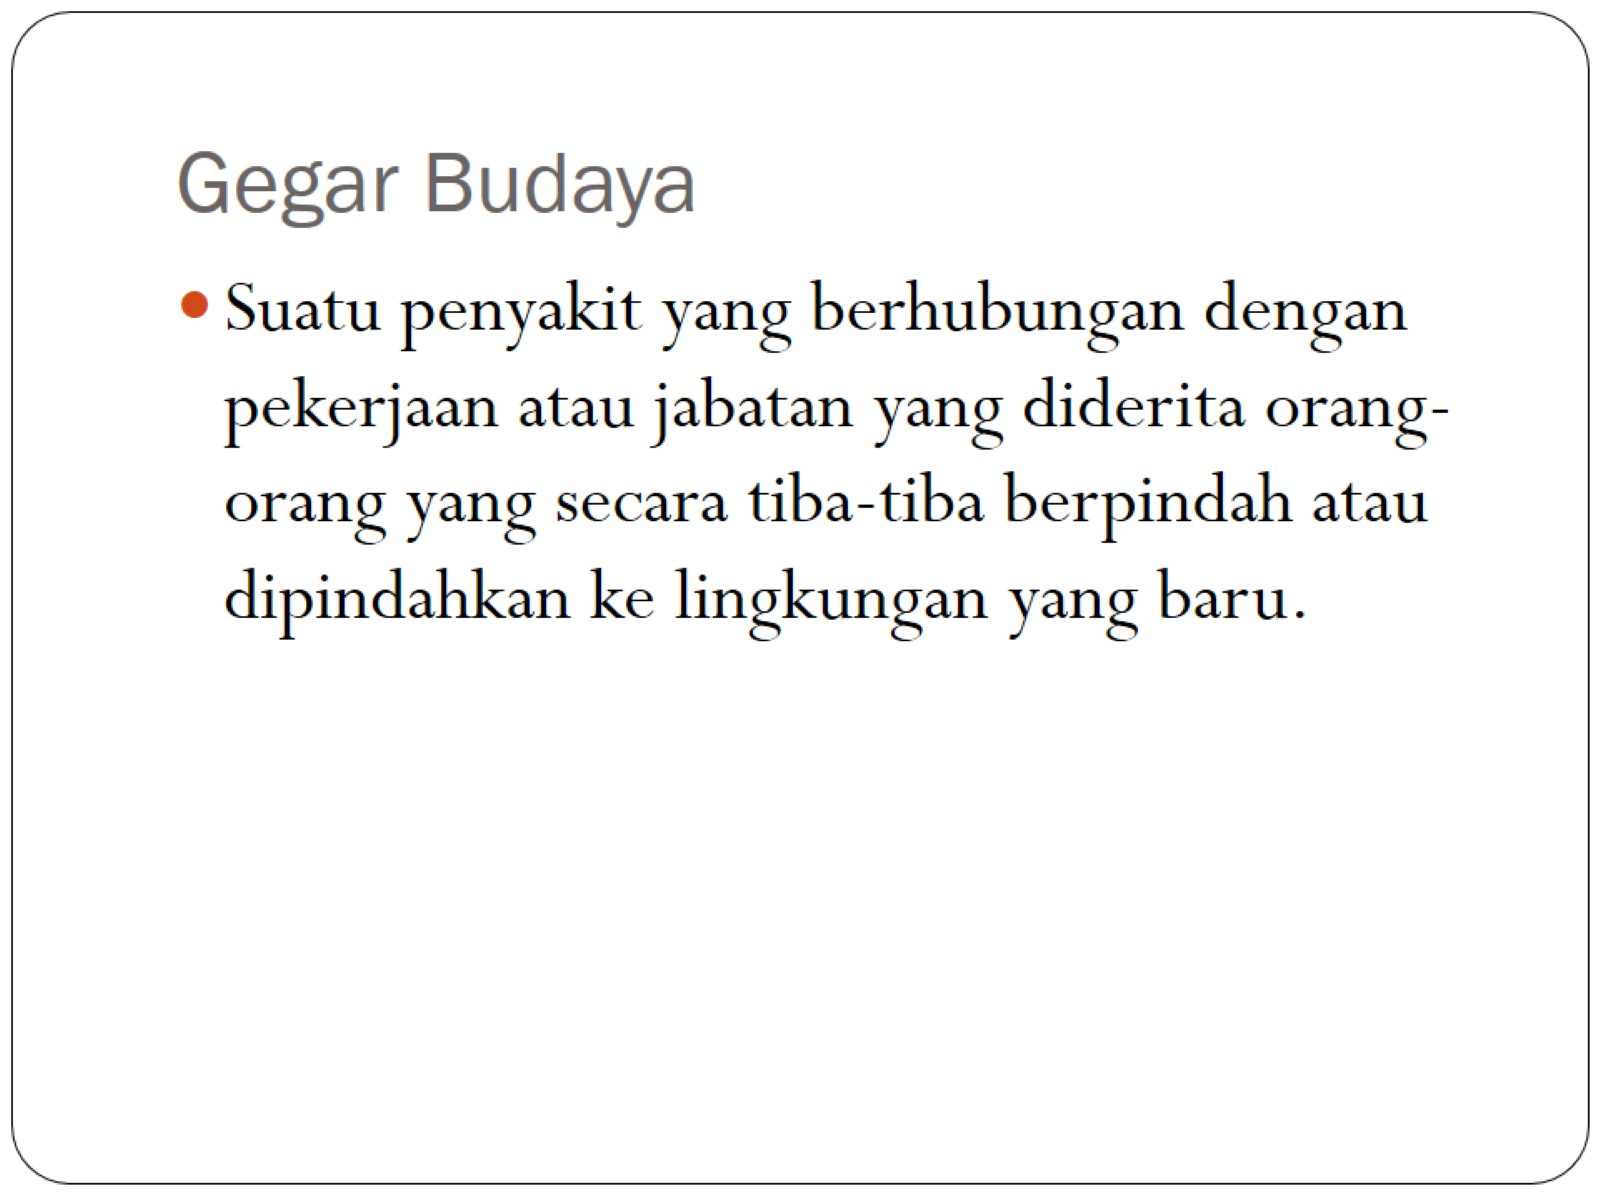 Gegar Budaya
Suatu penyakit yang berhubungan dengan
pekerjaan atau jabatan yang diderita orang-
orang yang secara tiba-tiba berpindah atau
dipindahkan ke lingkungan yang baru.